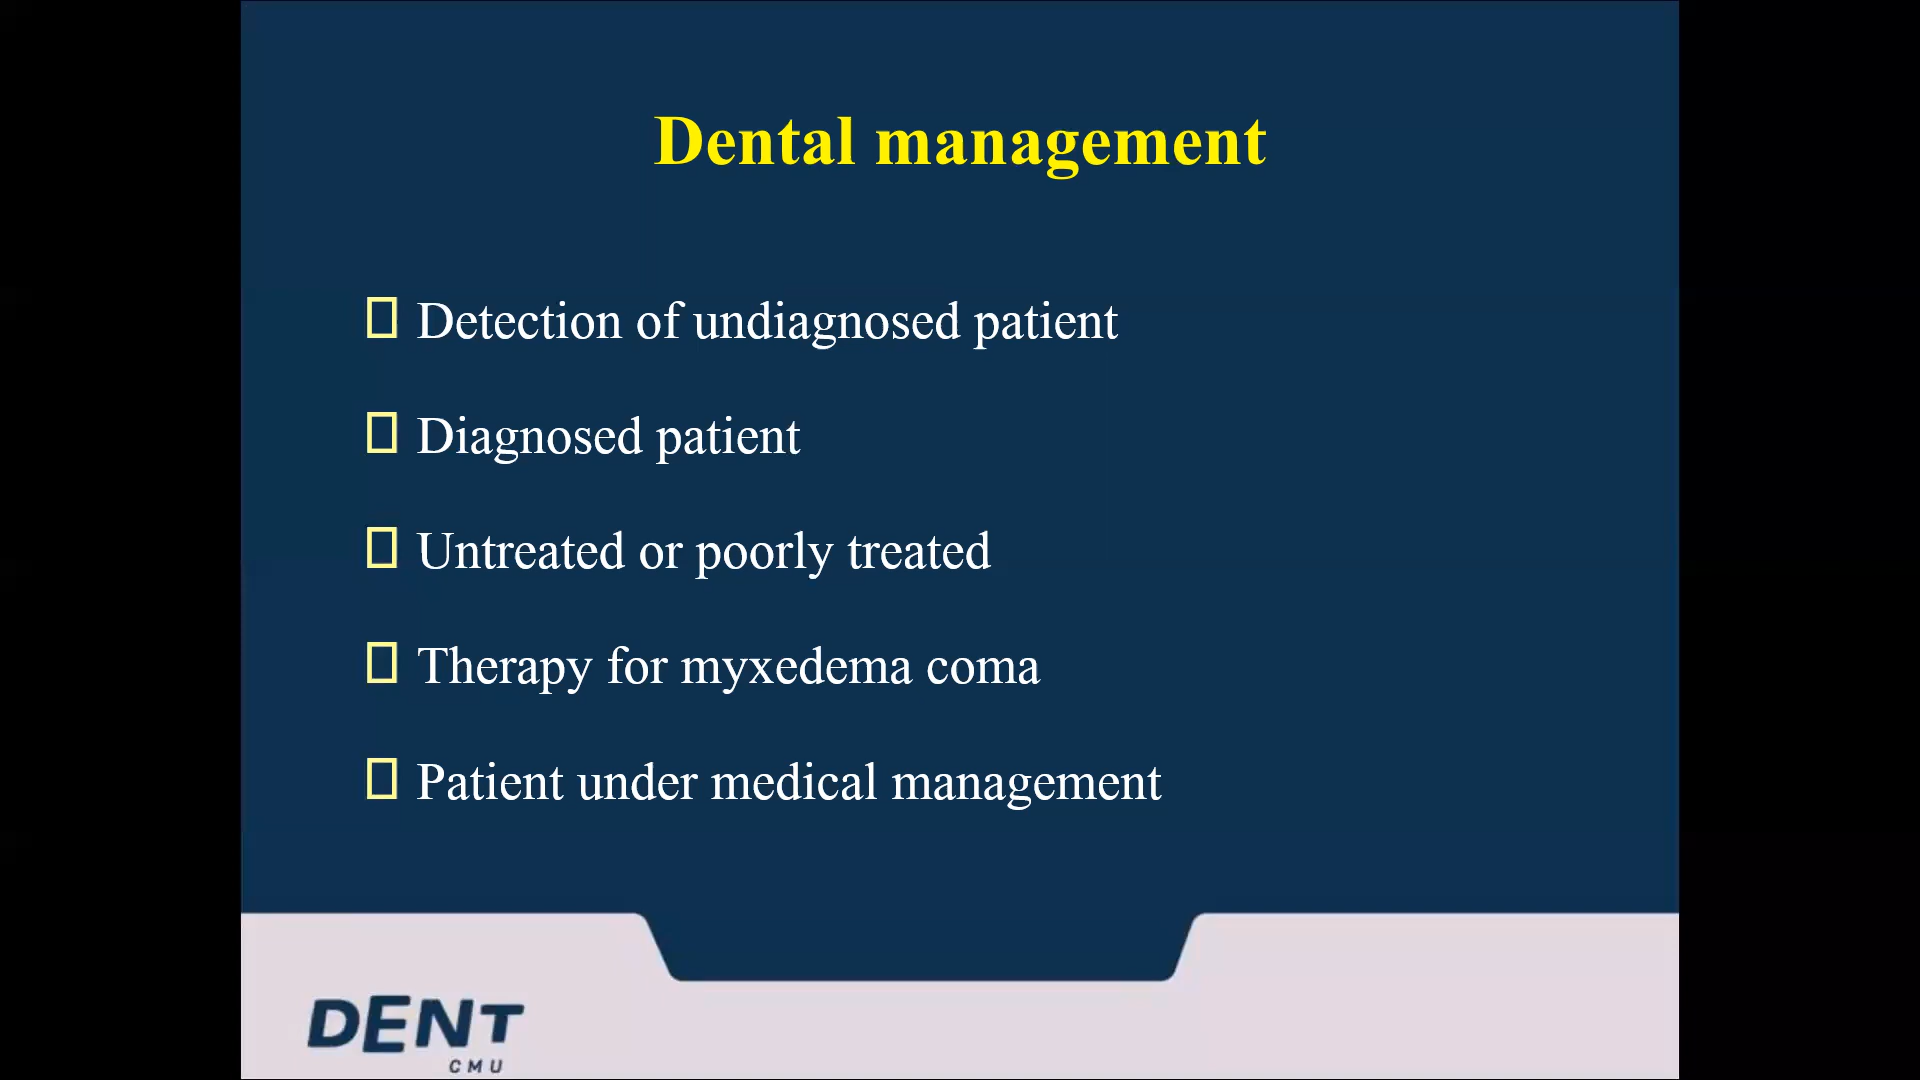 Dental management
Detection of undiagnosed patient
Diagnosed patient
Untreated or poorly treated
Therapy for myxedema coma
Patient under medical management
DENT
CMU